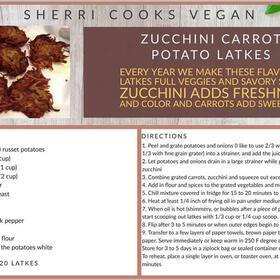 SHERRI COOKS VEGAN
ZUCCHINI CARROT
POTATO LATKES
EVERY YEAR WE MAKE THESE FLAV
LATKES FULL VEGGIES AND SAVORY S
ZUCCHINI ADDS FRESHN
AND COLOR AND CARROTS ADD SWEE
) russet potatoes
cup)
cup)
/2 cup)
r
east
k pepper
flour
the potatoes white
20 LATKES
DIRECTIONS
1. Peel and grate potatoes and onions (I like to use 2/3 w
1/3 with fine grain grater) into a strainer, and add the juic
2. Let potatoes and onions drain in a large strainer while g
zucchini
3. Combine grated carrots, zucchini and squeeze out exce
4. Add in flour and spices to the grated vegetables and m
5. Chill mixture covered in fridge for 15 to 20 minutes to
6. Heat at least 1/4 inch of frying oil in pan under medium
7. When oil is hot (shimmery, or bubbles after a piece of g
start scooping out latkes with 1/3 cup or 1/4 cup scoop.
8. Flip after 3 to 5 minutes or when outer edges begin to
9. Transfer to a few layers of paper towels, brown paper b
paper. Serve immediately or keep warm in 250 F degree o
Store for 3 to 5 days in a ziplock bag or sealed container
To reheat, place a single layer in oven, or toaster oven, at
minutes